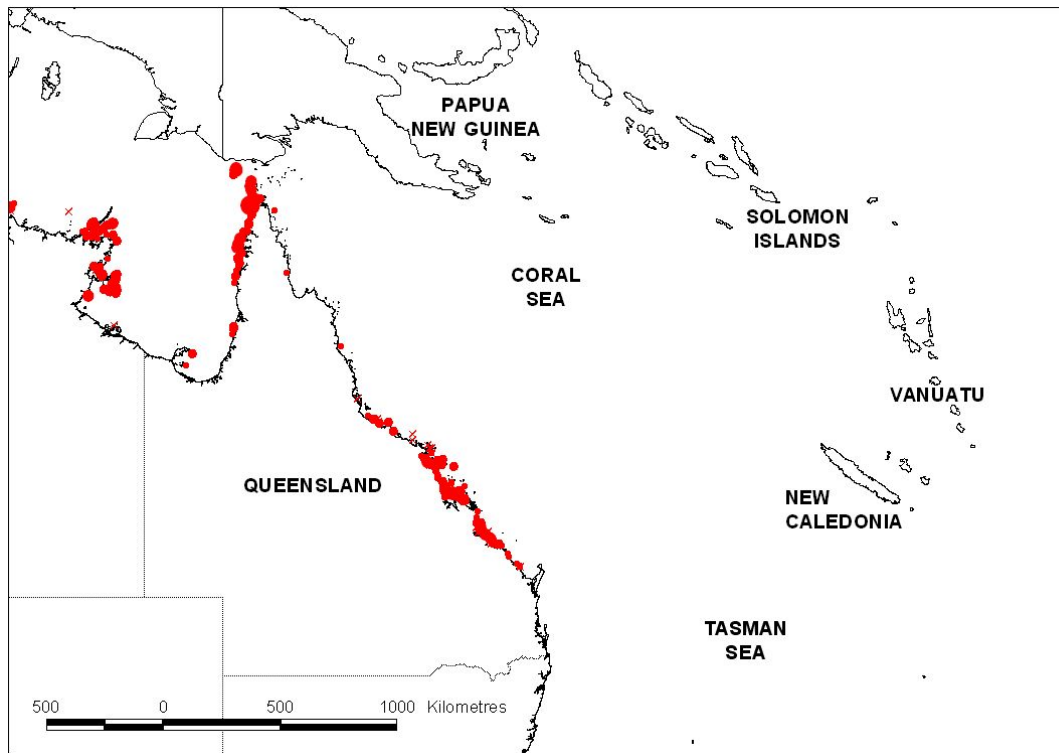 PAPUA
NEW GUINEA
SOLOMON
ISLANDS
CORAL
SEA
VANUATU
QUEENSLAND
NEW
CALEDONIA
TASMAN
SEA
500 0 500 1000 Kilometres